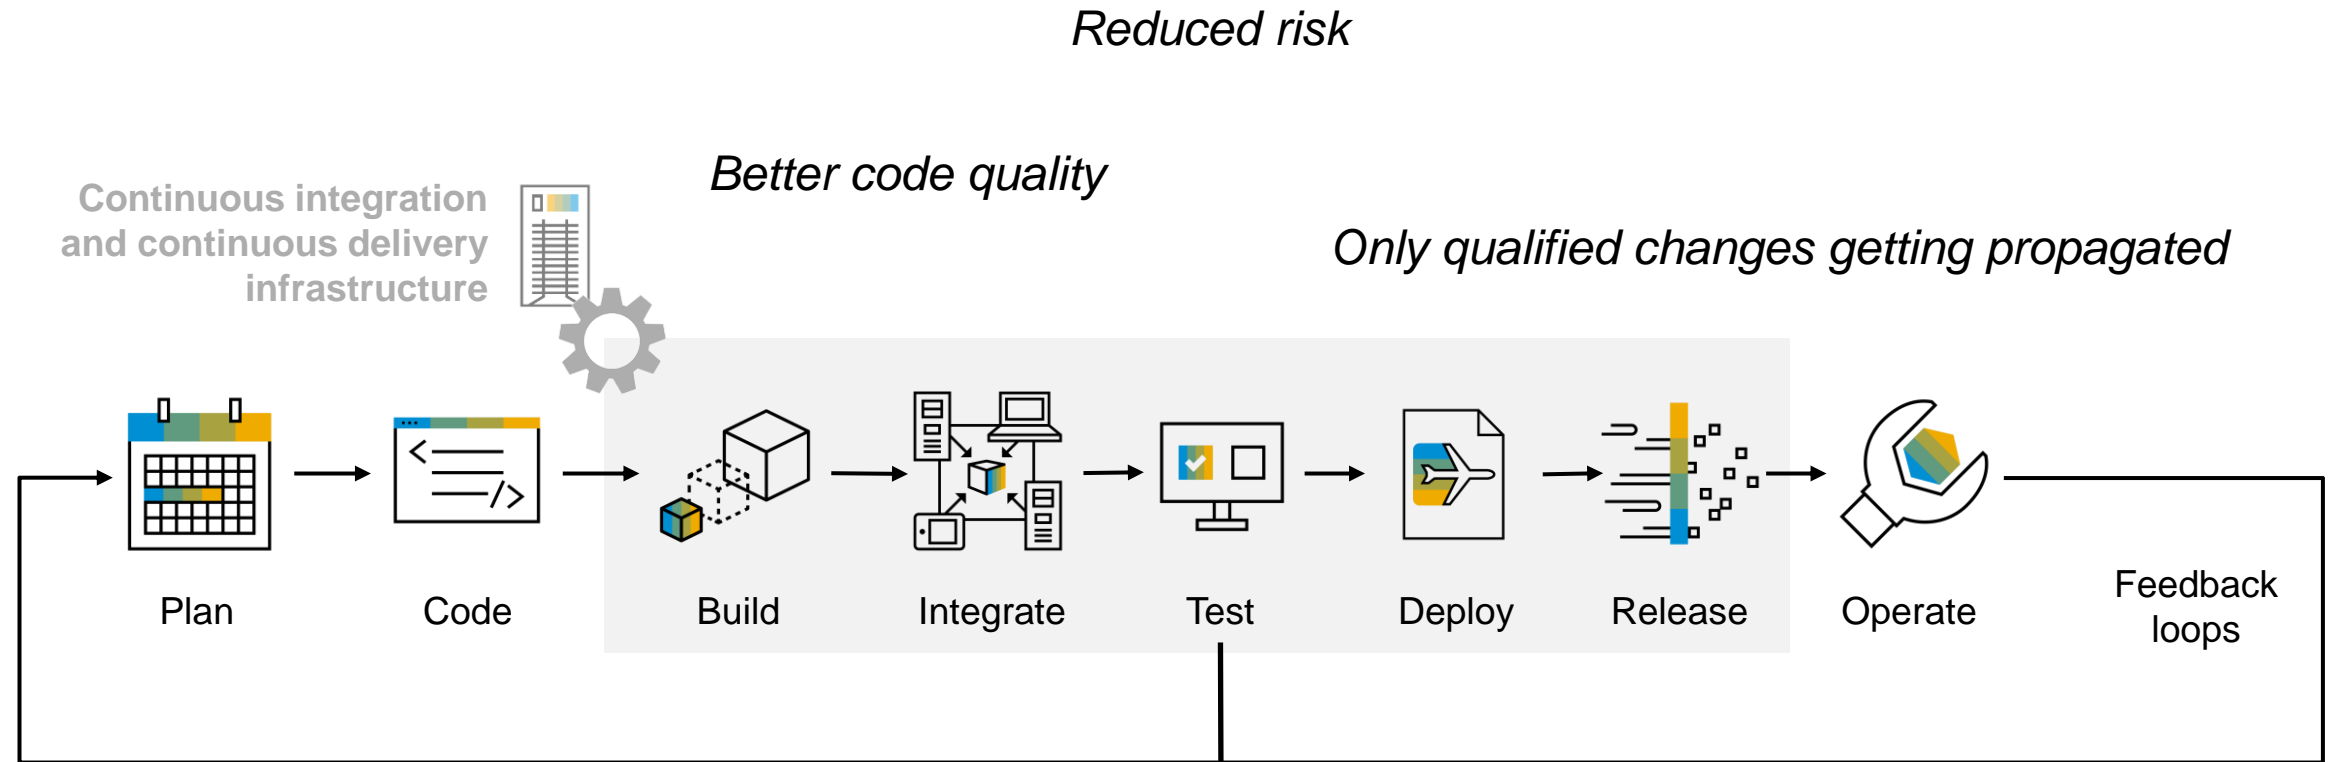 Reduced risk
Better code quality
Continuous integration
and continuous delivery
infrastructure
Only qualified changes getting propagated
Plan
Code
Build
Integrate
Test
Deploy
Release
Operate
Feedback
loops